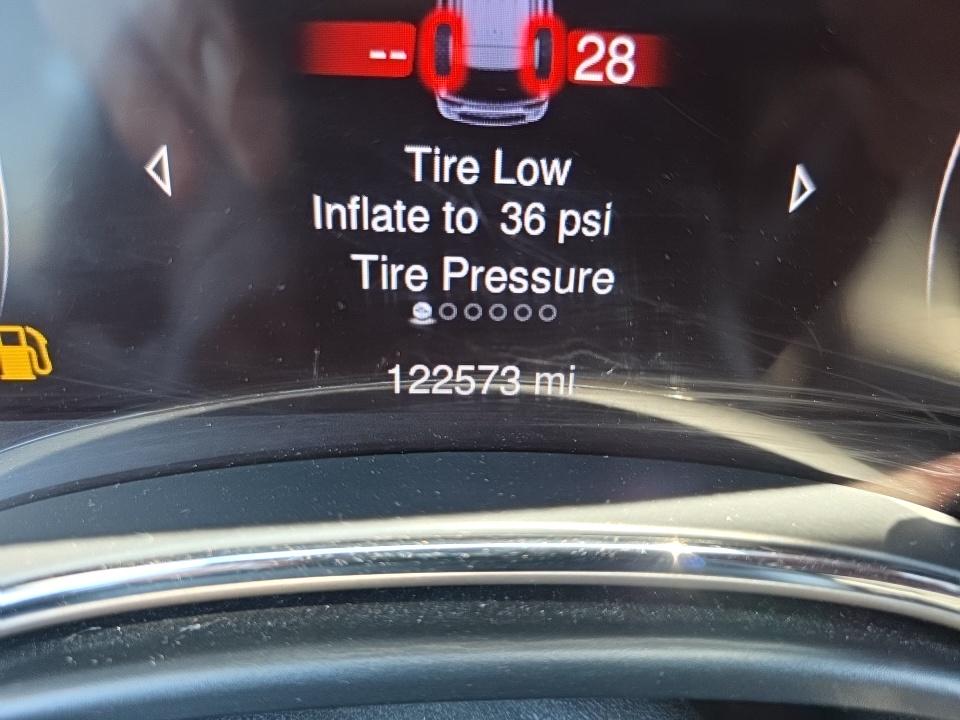 -- 28
Tire Low
Inflate to 36 psi
Tire Pressure
122573 mi